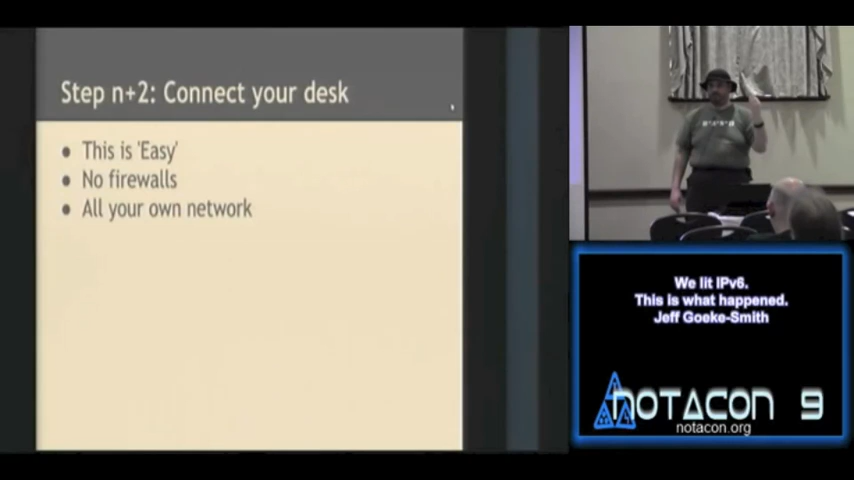 Step n+2: Connect your desk
● This is 'Easy'
● No firewalls
● All your own network
We lit IPv6.
This is what happened.
Jeff Goeke-Smith
NOTACON 9
notacon.org